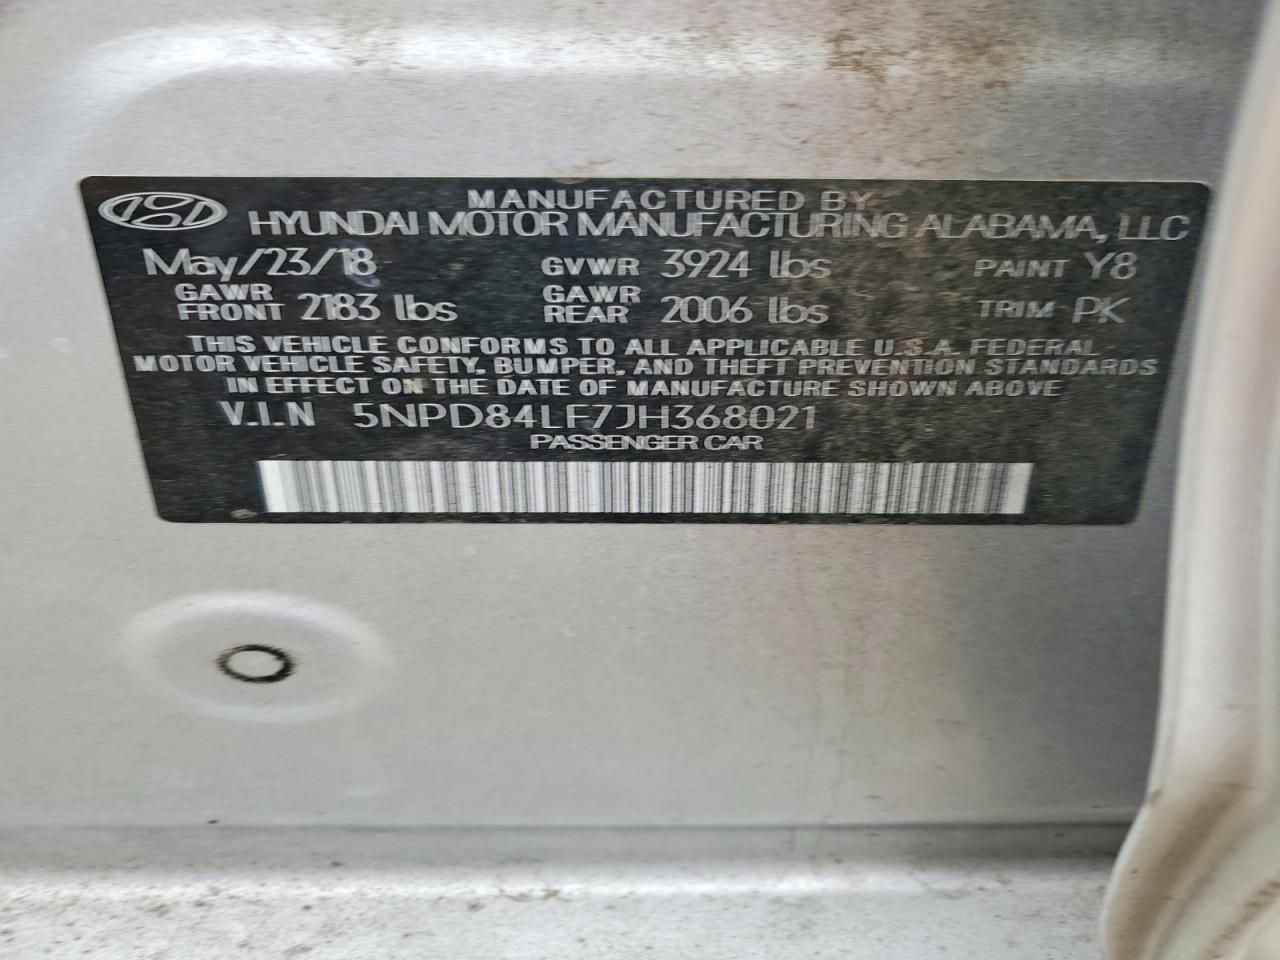 MANUFACTURED BY
HYUNDAI MOTOR MANUFACTURING ALABAMA, LLC
May/23/18 GVWR 3924 lbs PAINT Y8
GAWR FRONT 2183 lbs GAWR REAR 2006 lbs TRIM PK
THIS VEHICLE CONFORMS TO ALL APPLICABLE U.S.A. FEDERAL
MOTOR VEHICLE SAFETY, BUMPER, AND THEFT PREVENTION STANDARDS
IN EFFECT ON THE DATE OF MANUFACTURE SHOWN ABOVE
V.I.N 5NPD84LF7JH368021
PASSENGER CAR